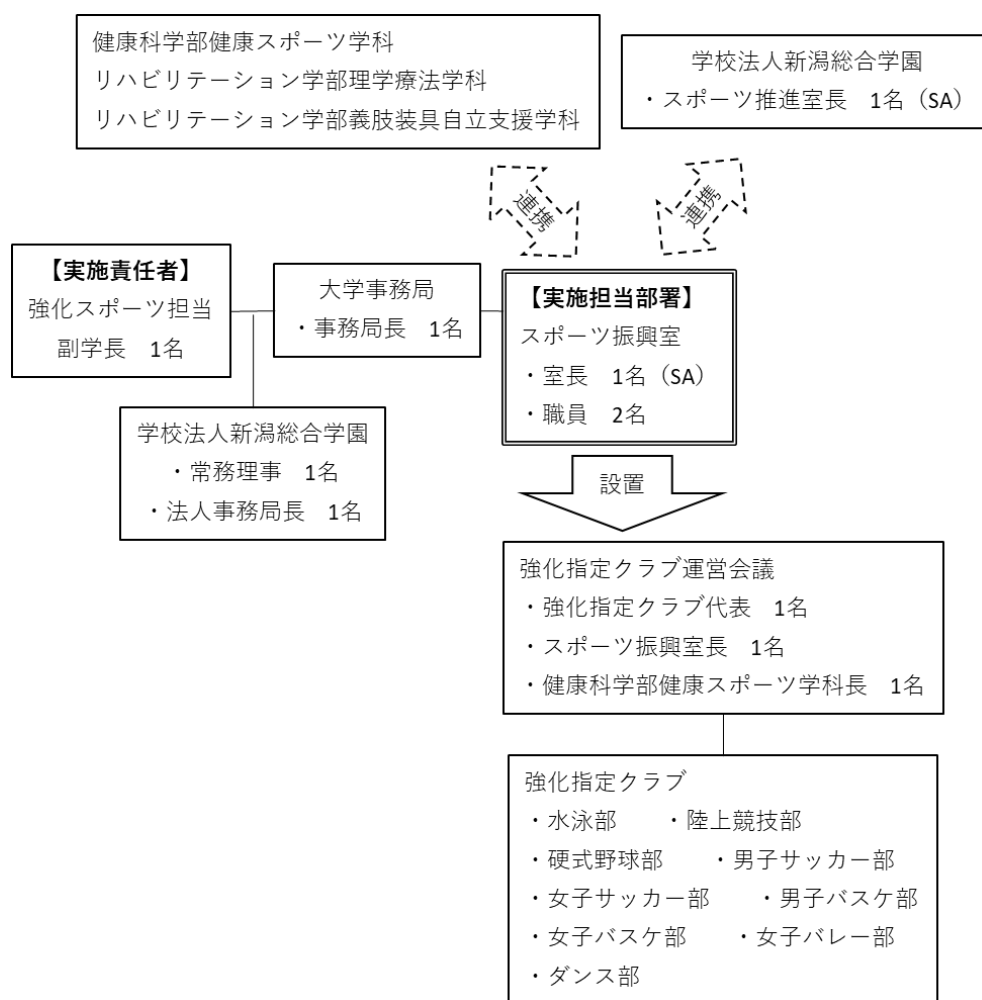 健康科学部健康スポーツ学科
リハビリテーション学部理学療法学科
リハビリテーション学部義肢装具自立支援学科
学校法人新潟総合学園
・スポーツ推進室長　1名（SA）
連携
連携
【実施責任者】
強化スポーツ担当
副学長　1名
大学事務局
・事務局長　1名
【実施担当部署】
スポーツ振興室
・室長　1名（SA）
・職員　2名
学校法人新潟総合学園
・常務理事　1名
・法人事務局長　1名
設置
強化指定クラブ運営会議
・強化指定クラブ代表　1名
・スポーツ振興室長　1名
・健康科学部健康スポーツ学科長　1名
強化指定クラブ
・水泳部　・陸上競技部
・硬式野球部　・男子サッカー部
・女子サッカー部　・男子バスケ部
・女子バスケ部　・女子バレー部
・ダンス部